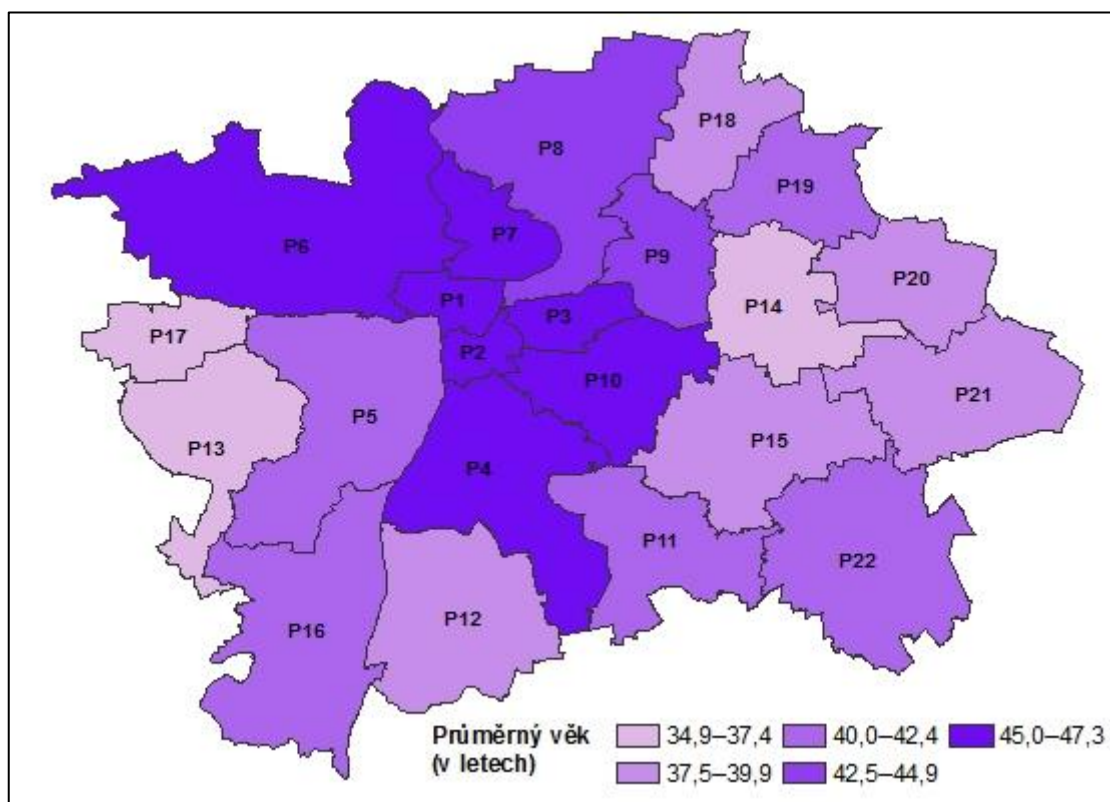 P18
P8
P19
P6
P7
P9
P20
P1
P3
P14
P17
P2
P10
P21
P5
P15
P13
P4
P11
P22
P12
P16
Průměrný věk
(v letech)
34,9–37,4
40,0–42,4
45,0–47,3
37,5–39,9
42,5–44,9